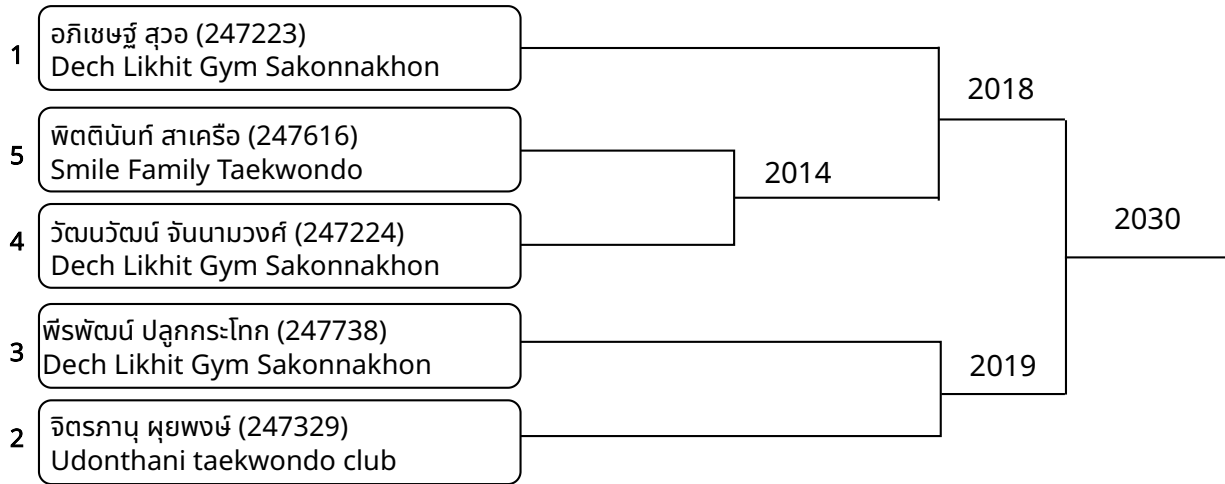 1
อภิเชษฐ์ สุวอ (247223)
Dech Likhit Gym Sakonnakhon
5
พิตตินันท์ สาเครือ (247616)
Smile Family Taekwondo
4
วัฒนวัฒน์ จันนามวงศ์ (247224)
Dech Likhit Gym Sakonnakhon
3
พีรพัฒน์ ปลูกกระโทก (247738)
Dech Likhit Gym Sakonnakhon
2
จิตรภานุ ผุยพงษ์ (247329)
Udonthani taekwondo club
2014
2018
2019
2030